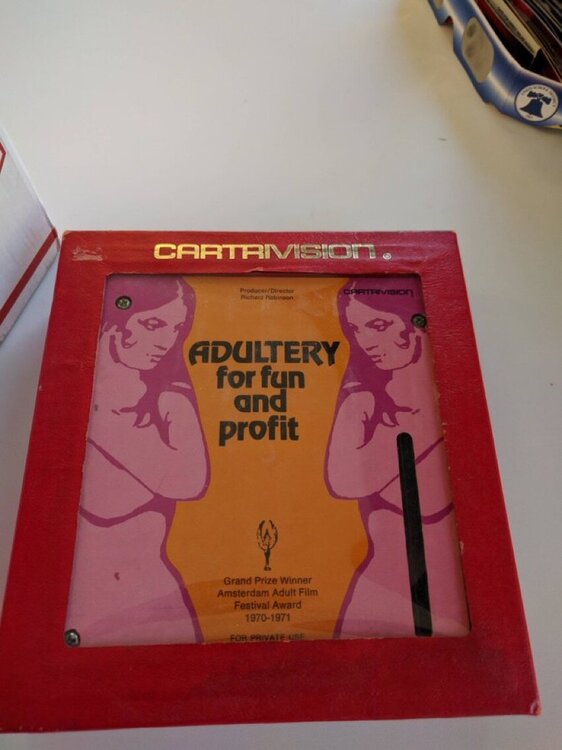 CARTRIVISION®
Producer/Director
Richard Robinson
CARTRIVISION
ADULTERY
for fun
and
profit
Grand Prize Winner
Amsterdam Adult Film
Festival Award
1970-1971
FOR PRIVATE USE